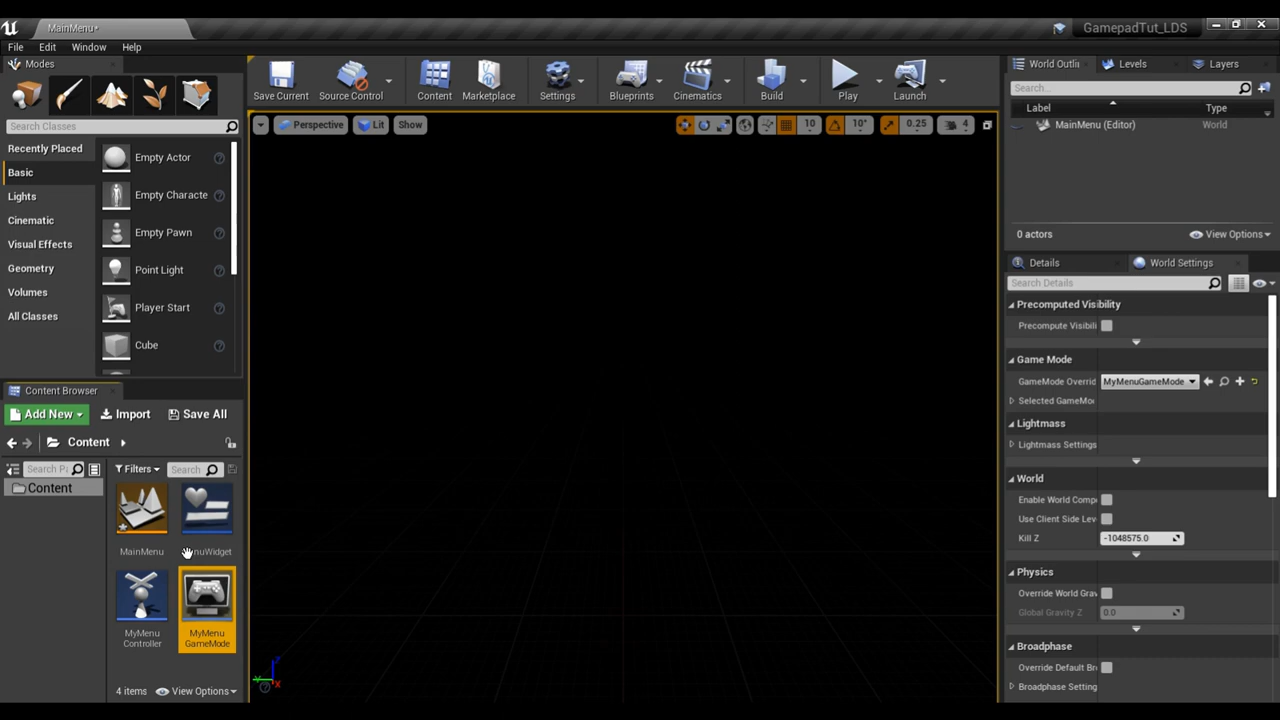 MainMenu*
GamepadTut_LDS
File Edit Window Help
Modes
Search Classes
Recently Placed
Basic
Lights
Cinematic
Visual Effects
Geometry
Volumes
All Classes
Empty Actor
Empty Characte
Empty Pawn
Point Light
Player Start
Cube
Save Current
Source Control
Content
Marketplace
Settings
Blueprints
Cinematics
Build
Play
Launch
Perspective Lit Show
10 10° 0.25 4
World Outli Levels Layers
Search...
Label Type
MainMenu (Editor) World
0 actors View Options
Details World Settings
Search Details
Precomputed Visibility
Precompute Visibili
Game Mode
GameMode Overrid MyMenuGameMode
Selected GameMo
Lightmass
Lightmass Settings
World
Enable World Comp
Use Client Side Lev
Kill Z -1048575.0
Physics
Override World Grav
Global Gravity Z 0.0
Broadphase
Override Default Br
Broadphase Setting
Content Browser
Add New Import Save All
Content
Search Pa Filters Search
Content
MainMenu
nuWidget
MyMenu
Controller
MyMenu
GameMode
4 items View Options
Z
Y
X